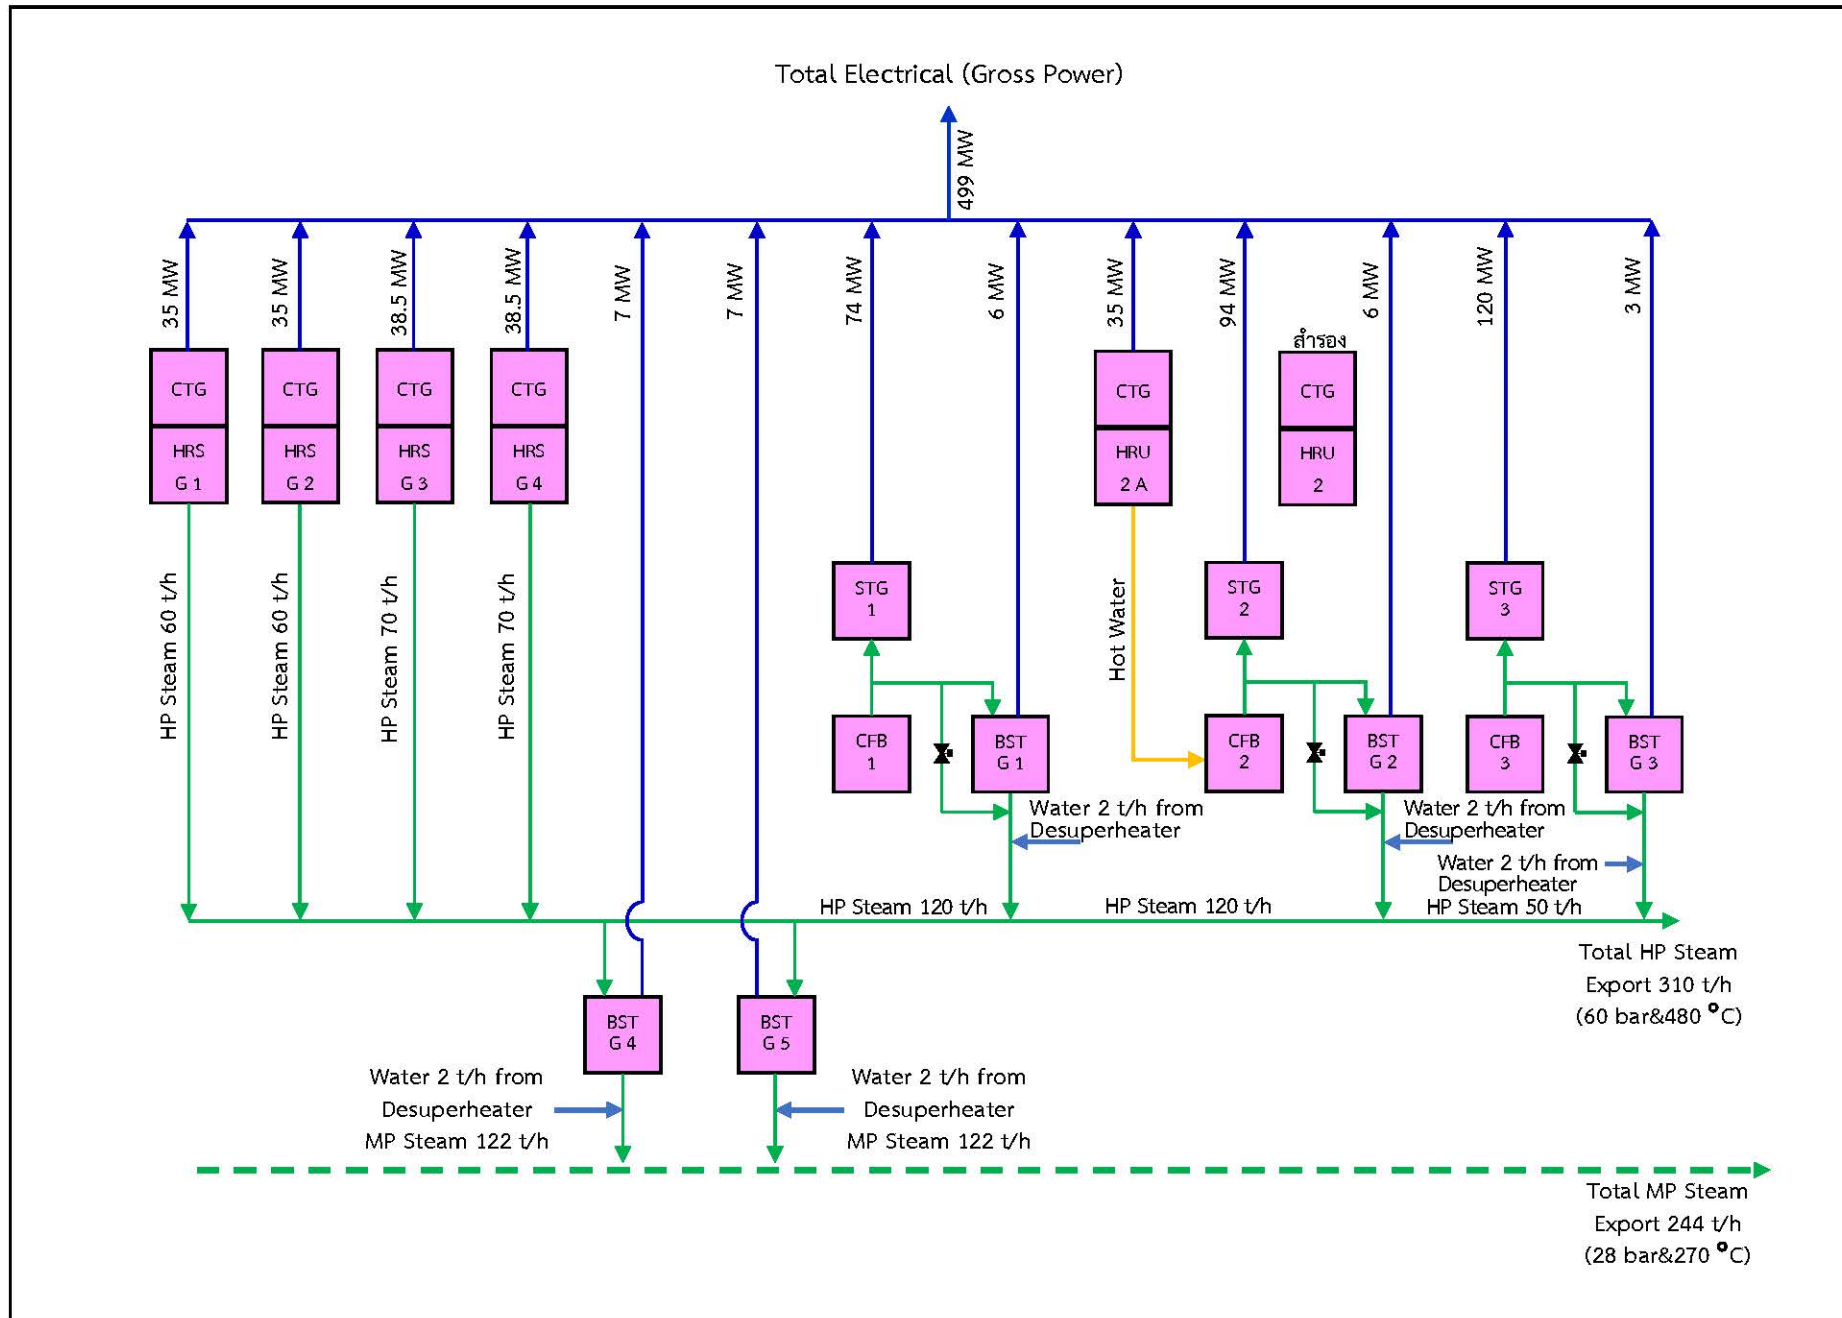 Total Electrical (Gross Power)
499 MW
35 MW
35 MW
38.5 MW
38.5 MW
7 MW
7 MW
74 MW
6 MW
35 MW
94 MW
6 MW
120 MW
3 MW
สำรอง
CTG
CTG
CTG
CTG
CTG
CTG
HRS
G 1
HRS
G 2
HRS
G 3
HRS
G 4
HRU
2 A
HRU
2
HP Steam 60 t/h
HP Steam 60 t/h
HP Steam 70 t/h
HP Steam 70 t/h
STG
1
Hot Water
STG
2
STG
3
CFB
1
BST
G 1
CFB
2
BST
G 2
CFB
3
BST
G 3
Water 2 t/h from
Desuperheater
Water 2 t/h from
Desuperheater
Water 2 t/h from
Desuperheater
HP Steam 120 t/h
HP Steam 120 t/h
HP Steam 50 t/h
Total HP Steam
Export 310 t/h
(60 bar&480 °C)
BST
G 4
BST
G 5
Water 2 t/h from
Desuperheater
MP Steam 122 t/h
Water 2 t/h from
Desuperheater
MP Steam 122 t/h
Total MP Steam
Export 244 t/h
(28 bar&270 °C)